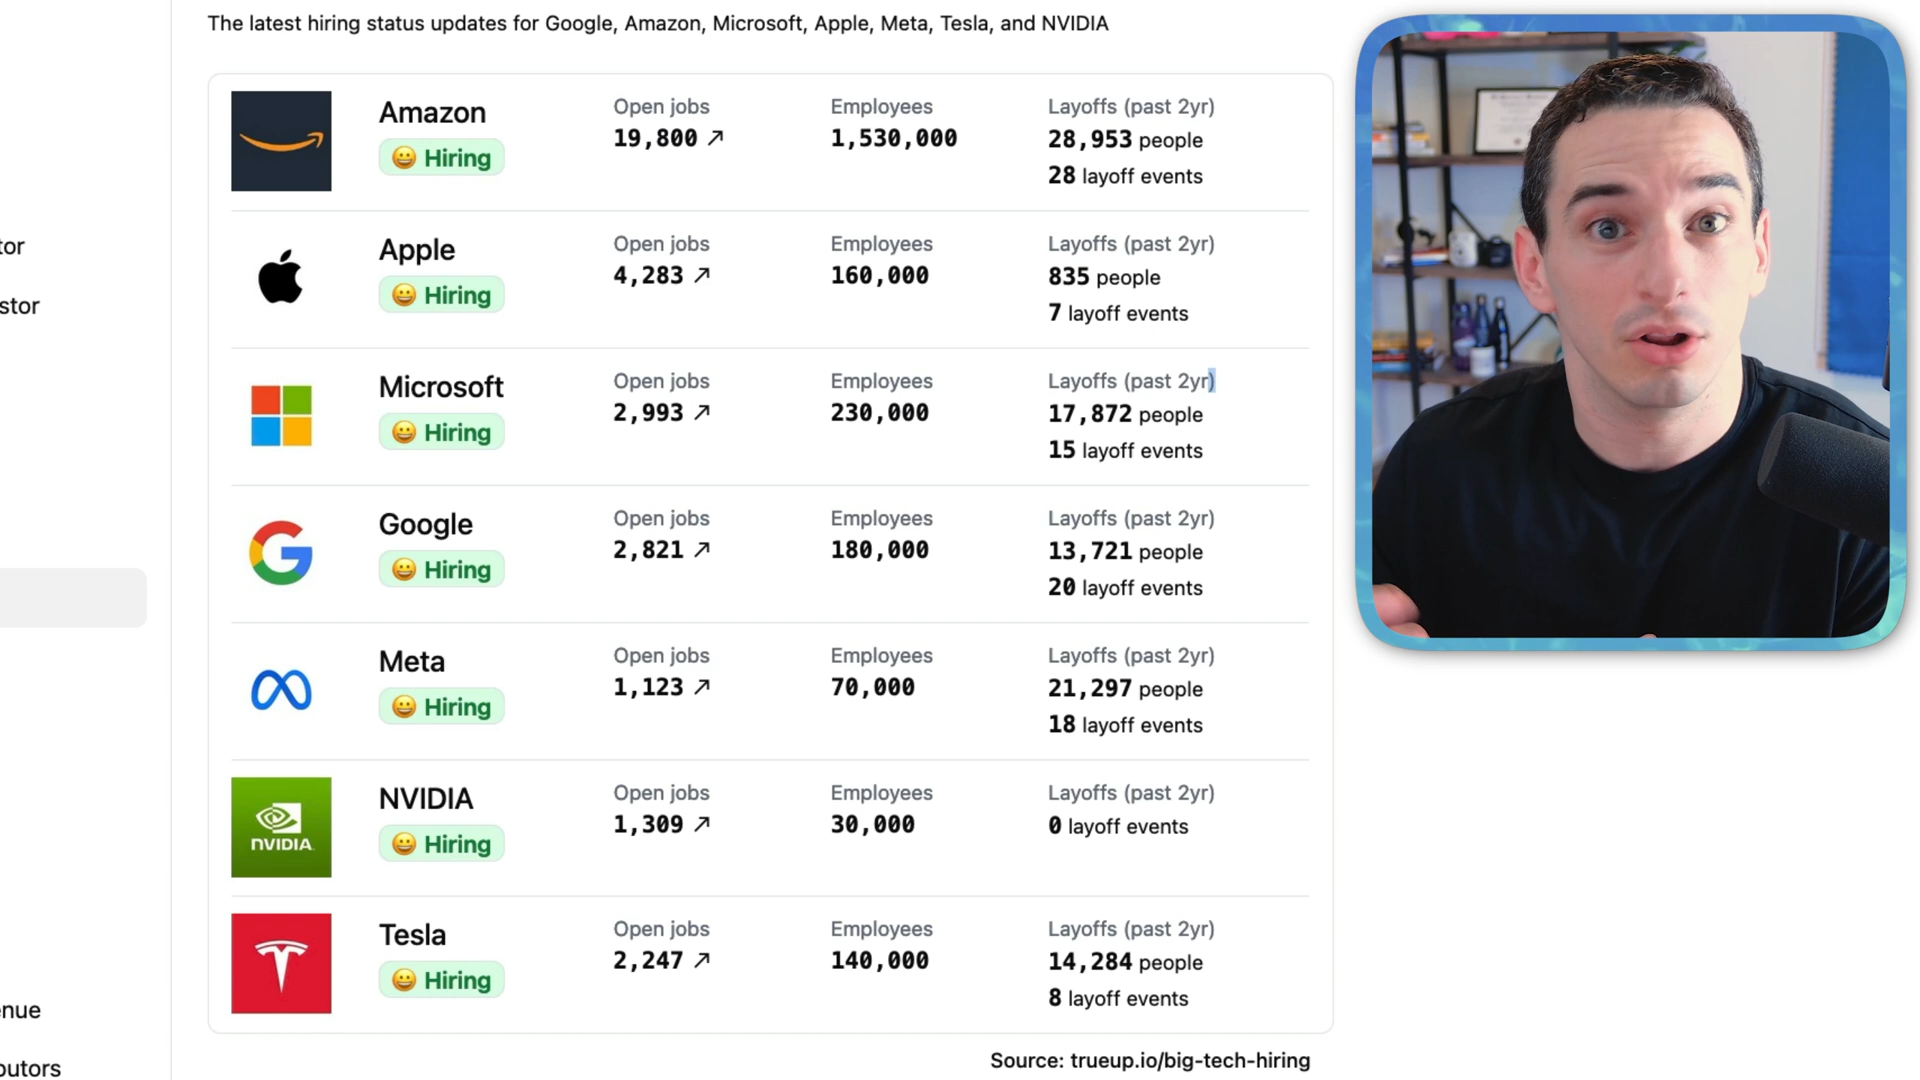 The latest hiring status updates for Google, Amazon, Microsoft, Apple, Meta, Tesla, and NVIDIA
Amazon
😀 Hiring
Open jobs
19,800 ↗
Employees
1,530,000
Layoffs (past 2yr)
28,953 people
28 layoff events
tor
Apple
😀 Hiring
Open jobs
4,283 ↗
Employees
160,000
Layoffs (past 2yr)
835 people
7 layoff events
stor
Microsoft
😀 Hiring
Open jobs
2,993 ↗
Employees
230,000
Layoffs (past 2yr)
17,872 people
15 layoff events
Google
😀 Hiring
Open jobs
2,821 ↗
Employees
180,000
Layoffs (past 2yr)
13,721 people
20 layoff events
Meta
😀 Hiring
Open jobs
1,123 ↗
Employees
70,000
Layoffs (past 2yr)
21,297 people
18 layoff events
NVIDIA
NVIDIA
😀 Hiring
Open jobs
1,309 ↗
Employees
30,000
Layoffs (past 2yr)
0 layoff events
Tesla
😀 Hiring
Open jobs
2,247 ↗
Employees
140,000
Layoffs (past 2yr)
14,284 people
8 layoff events
enue
butors
Source: trueup.io/big-tech-hiring